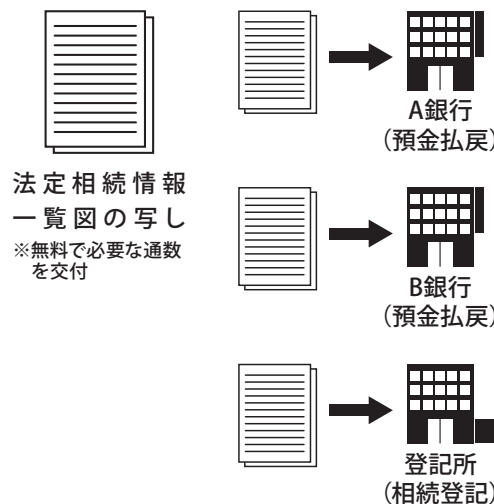 法定相続情報
一覧図の写し
※無料で必要な通数
を交付
A銀行
(預金払戻)
B銀行
(預金払戻)
登記所
(相続登記)